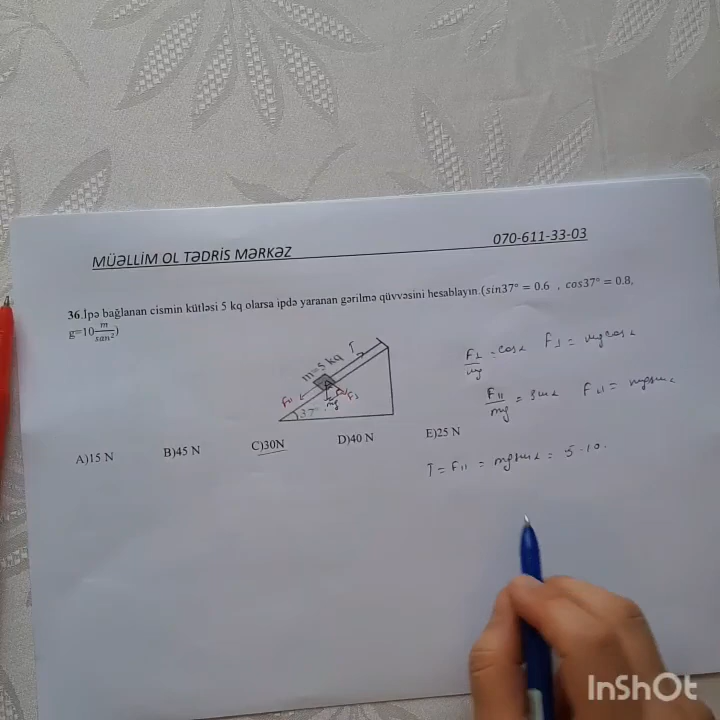 MÜƏLLİM OL TƏDRİS MƏRKƏZ 070-611-33-03
36.İpə bağlanan cismin kütləsi 5 kq olarsa ipdə yaranan gərilmə qüvvəsini hesablayın.(sin37° = 0.6 , cos37° = 0.8,
g=10 m/san²)
m=5 kq T
F∥ mg α F⊥
37°
F⊥/mg = cosα F⊥ = mgcosα
F∥/mg = sinα F∥ = mgsinα
A)15 N B)45 N C)30N D)40 N E)25 N
T = F∥ = mgsinα = 5·10·
InShOt